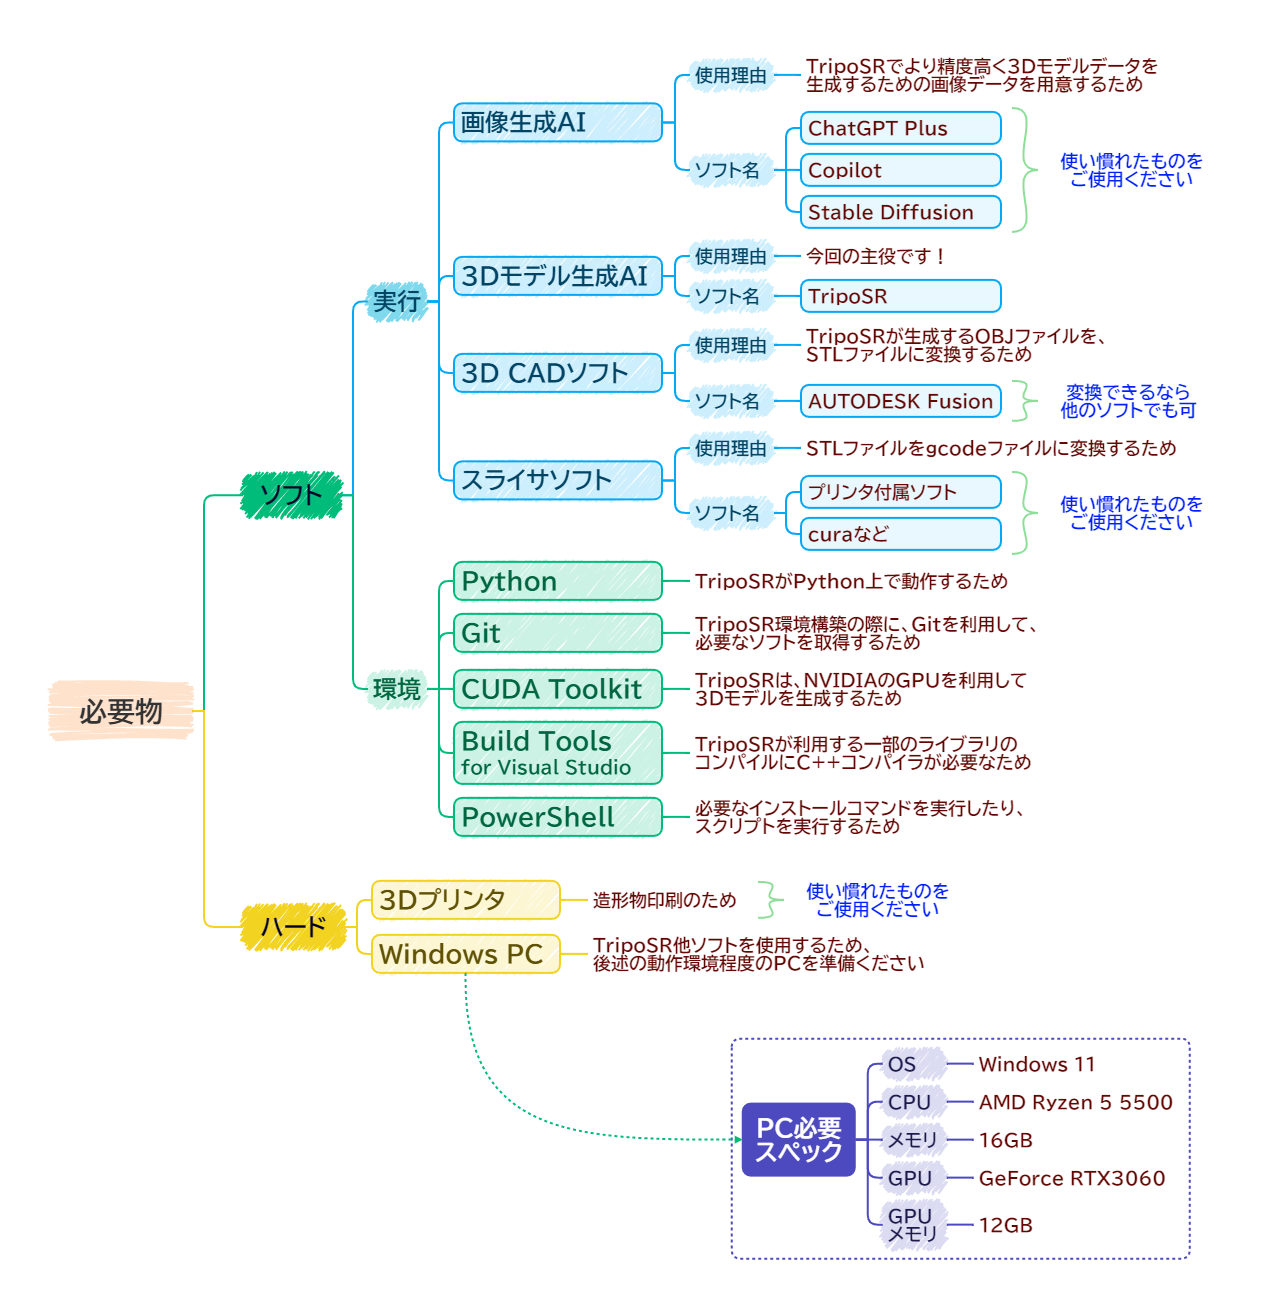 必要物
ソフト
実行
画像生成AI
使用理由
TripoSRでより精度高く3Dモデルデータを
生成するための画像データを用意するため
ソフト名
ChatGPT Plus
Copilot
Stable Diffusion
使い慣れたものを
ご使用ください
3Dモデル生成AI
使用理由
今回の主役です！
ソフト名
TripoSR
3D CADソフト
使用理由
TripoSRが生成するOBJファイルを、
STLファイルに変換するため
ソフト名
AUTODESK Fusion
変換できるなら
他のソフトでも可
スライサソフト
使用理由
STLファイルをgcodeファイルに変換するため
ソフト名
プリンタ付属ソフト
curaなど
使い慣れたものを
ご使用ください
環境
Python
TripoSRがPython上で動作するため
Git
TripoSR環境構築の際に、Gitを利用して、
必要なソフトを取得するため
CUDA Toolkit
TripoSRは、NVIDIAのGPUを利用して
3Dモデルを生成するため
Build Tools
for Visual Studio
TripoSRが利用する一部のライブラリの
コンパイルにC++コンパイラが必要なため
PowerShell
必要なインストールコマンドを実行したり、
スクリプトを実行するため
ハード
3Dプリンタ
造形物印刷のため
使い慣れたものを
ご使用ください
Windows PC
TripoSR他ソフトを使用するため、
後述の動作環境程度のPCを準備ください
PC必要
スペック
OS
Windows 11
CPU
AMD Ryzen 5 5500
メモリ
16GB
GPU
GeForce RTX3060
GPU
メモリ
12GB